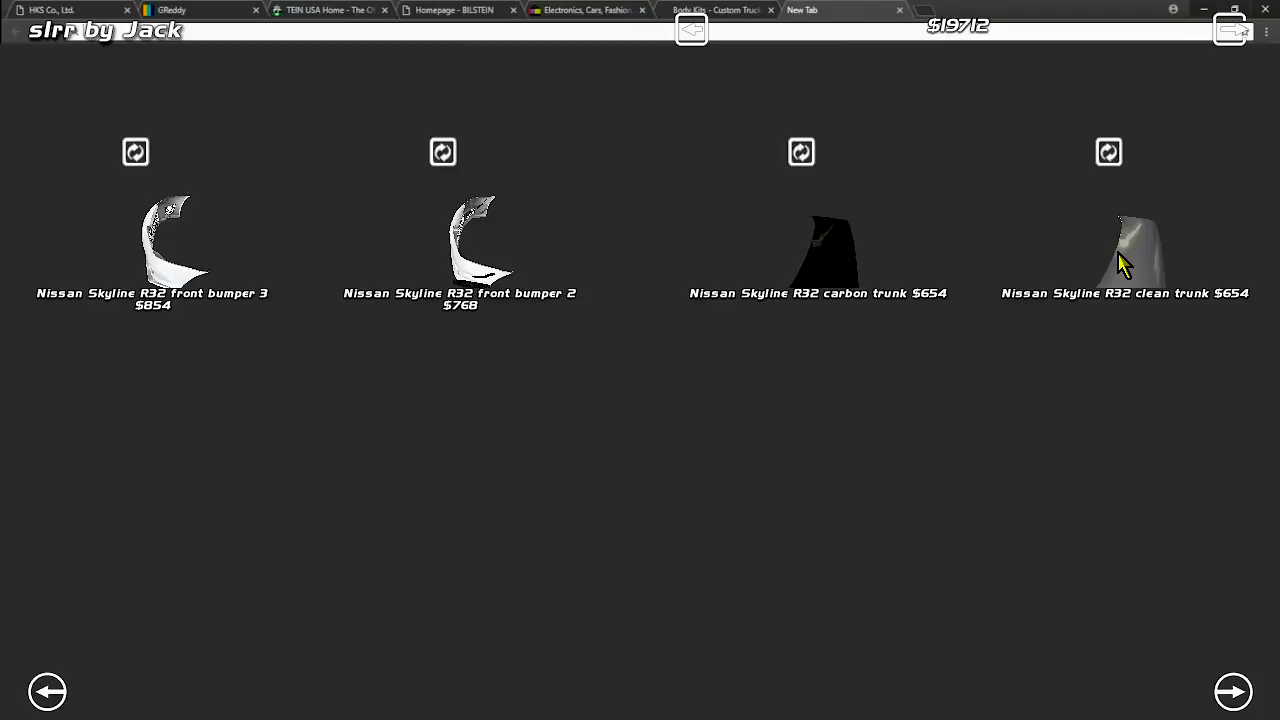 HKS Co., Ltd.
GReddy
TEIN USA Home - The Of
Homepage - BILSTEIN
Electronics, Cars, Fashion
Body Kits - Custom Truck
New Tab
slrr by Jack
$19712
Nissan Skyline R32 front bumper 3
$854
Nissan Skyline R32 front bumper 2
$768
Nissan Skyline R32 carbon trunk $654
Nissan Skyline R32 clean trunk $654